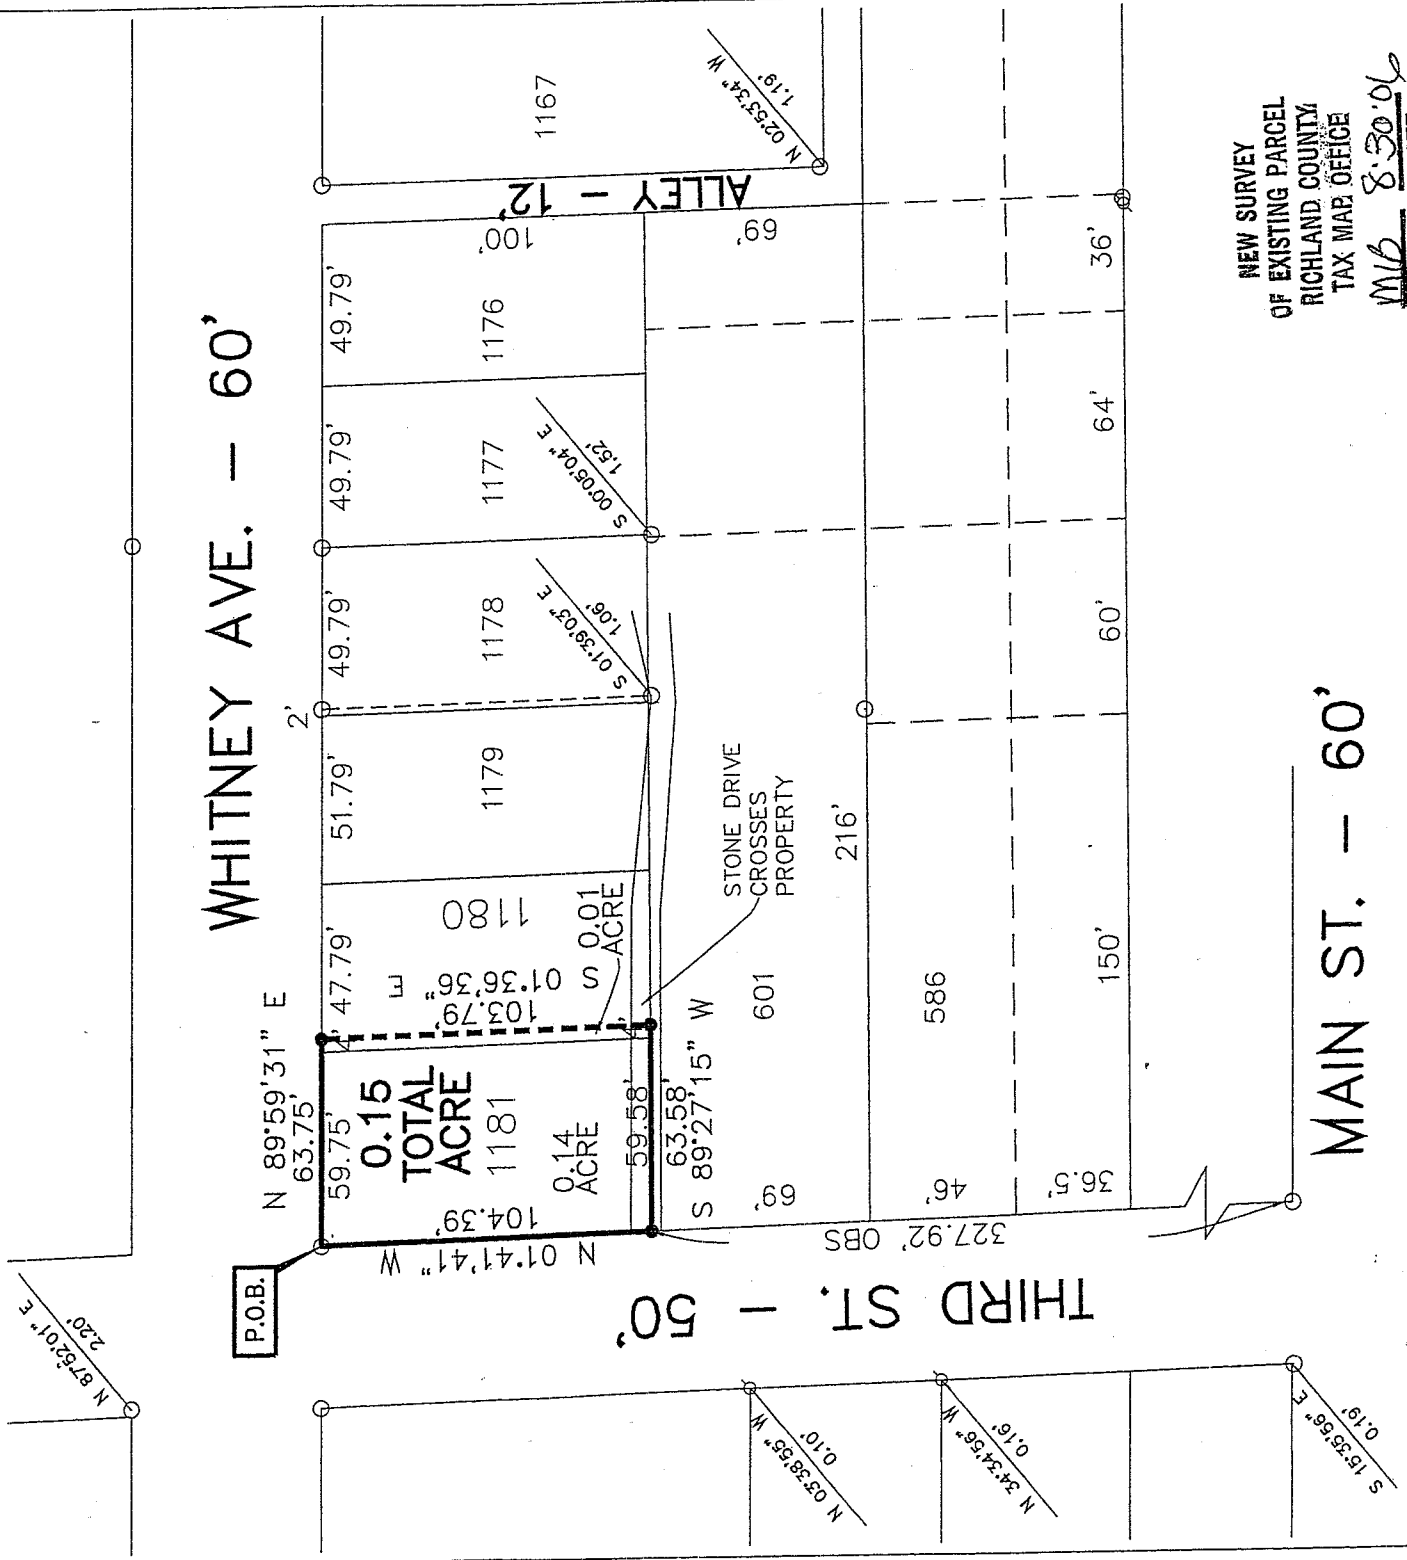 WHITNEY AVE. - 60'
N 87°52'01" E
2.20'
P.O.B.
N 89°59'31" E
63.75'
59.75'
47.79'
51.79'
2'
49.79'
49.79'
49.79'
0.15
TOTAL
ACRE
1181
0.14
ACRE
59.58'
63.58'
S 89°27'15" W
104.39'
N 01°41'41" W
103.79'
S 01°36'36" E
1180
0.01
ACRE
1179
1178
1177
1176
1167
S 01°39'03" E
1.06'
S 00°05'04" E
1.52'
N 02°53'34" W
1.19'
ALLEY - 12'
100'
69'
STONE DRIVE
CROSSES
PROPERTY
601
216'
586
69'
46'
36.5'
150'
60'
64'
36'
327.92' OBS
THIRD ST. - 50'
N 03°38'55" W
0.10'
N 34°34'56" W
0.16'
S 15°35'56" E
0.19'
MAIN ST. - 60'
NEW SURVEY
OF EXISTING PARCEL
RICHLAND COUNTY
TAX MAP OFFICE
MB 8·30·06